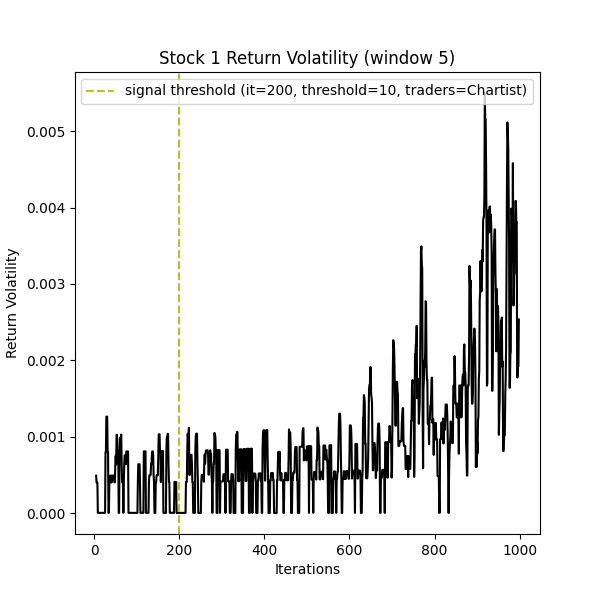 Stock 1 Return Volatility (window 5)
signal threshold (it=200, threshold=10, traders=Chartist)
0.005
0.004
0.003
0.002
0.001
0.000
Return Volatility
0 200 400 600 800 1000
Iterations